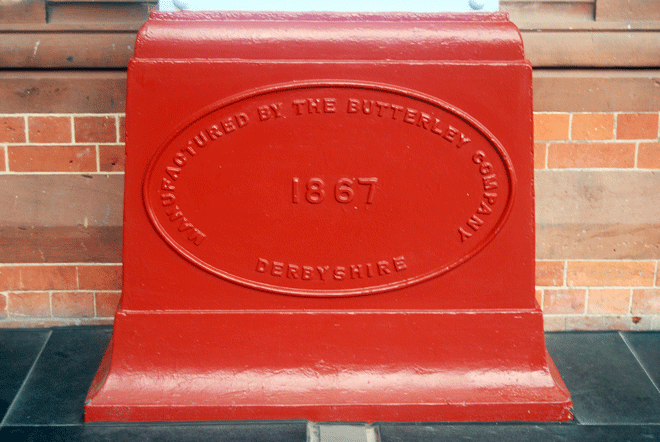 MANUFACTURED BY THE BUTTERLEY COMPANY
1867
DERBYSHIRE